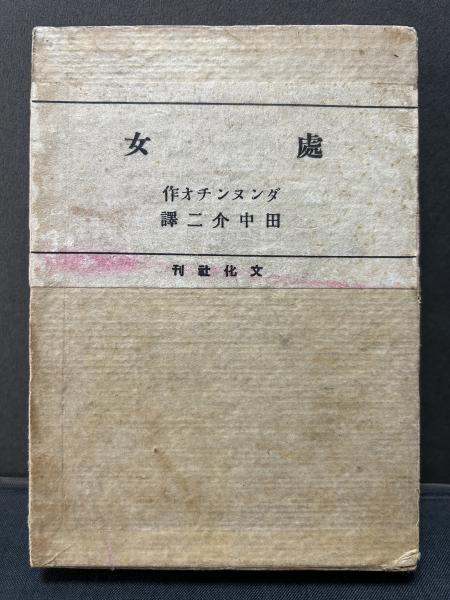 處女
ダンヌンチオ作
田中介二譯
文化社刊